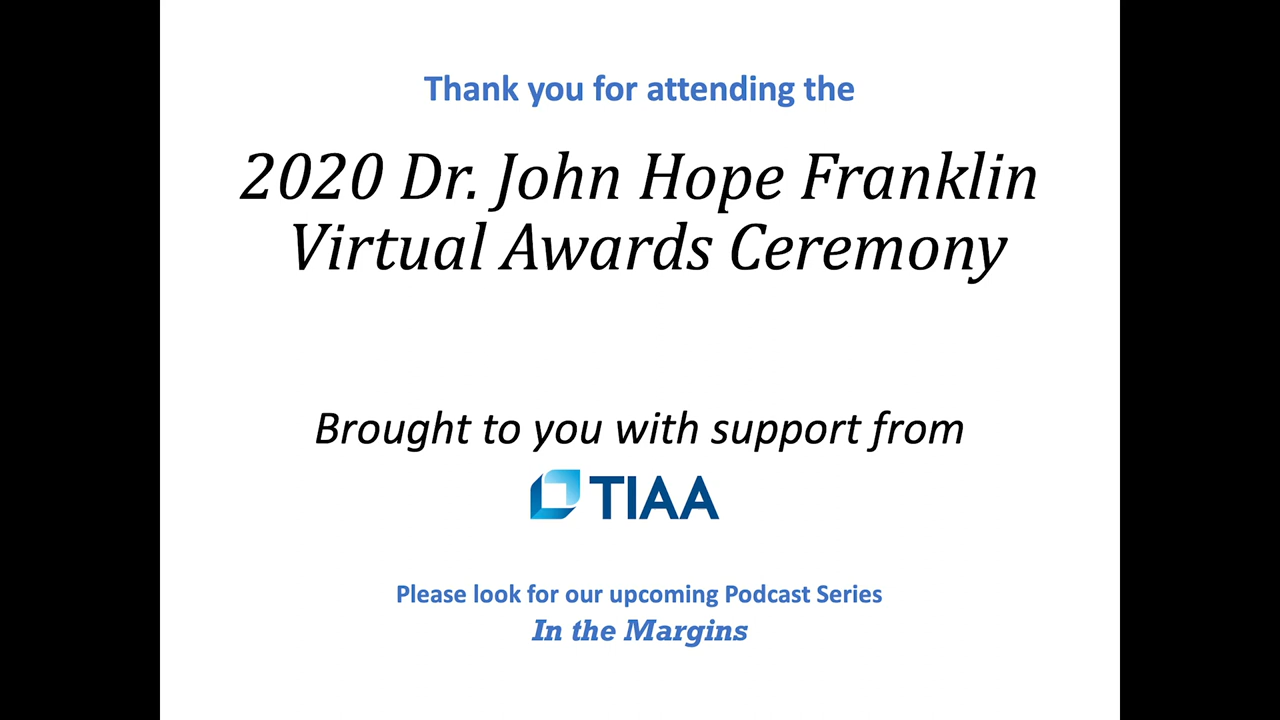 Thank you for attending the
2020 Dr. John Hope Franklin
Virtual Awards Ceremony
Brought to you with support from
TIAA
Please look for our upcoming Podcast Series
In the Margins